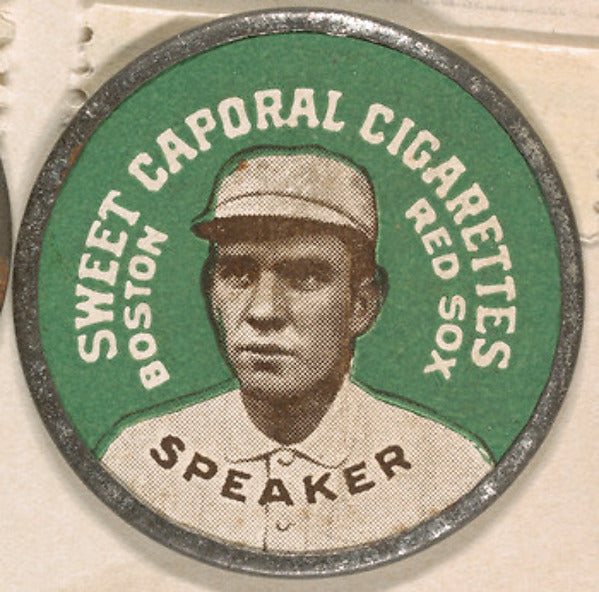 SWEET CAPORAL CIGARETTES
BOSTON
RED SOX
SPEAKER